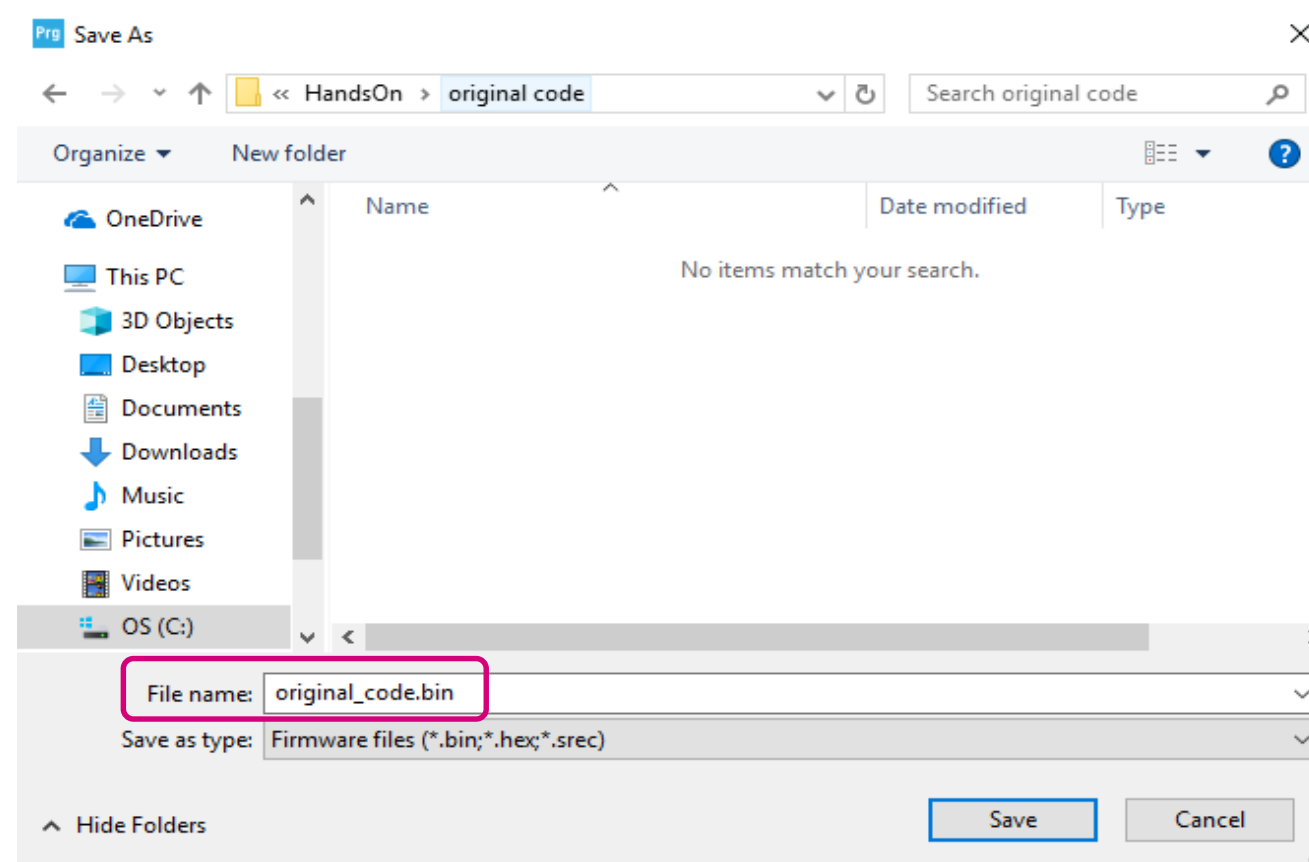 Prg Save As
« HandsOn › original code
Search original code
Organize
New folder
Name
Date modified
Type
OneDrive
No items match your search.
This PC
3D Objects
Desktop
Documents
Downloads
Music
Pictures
Videos
OS (C:)
File name: original_code.bin
Save as type: Firmware files (*.bin;*.hex;*.srec)
Hide Folders
Save
Cancel